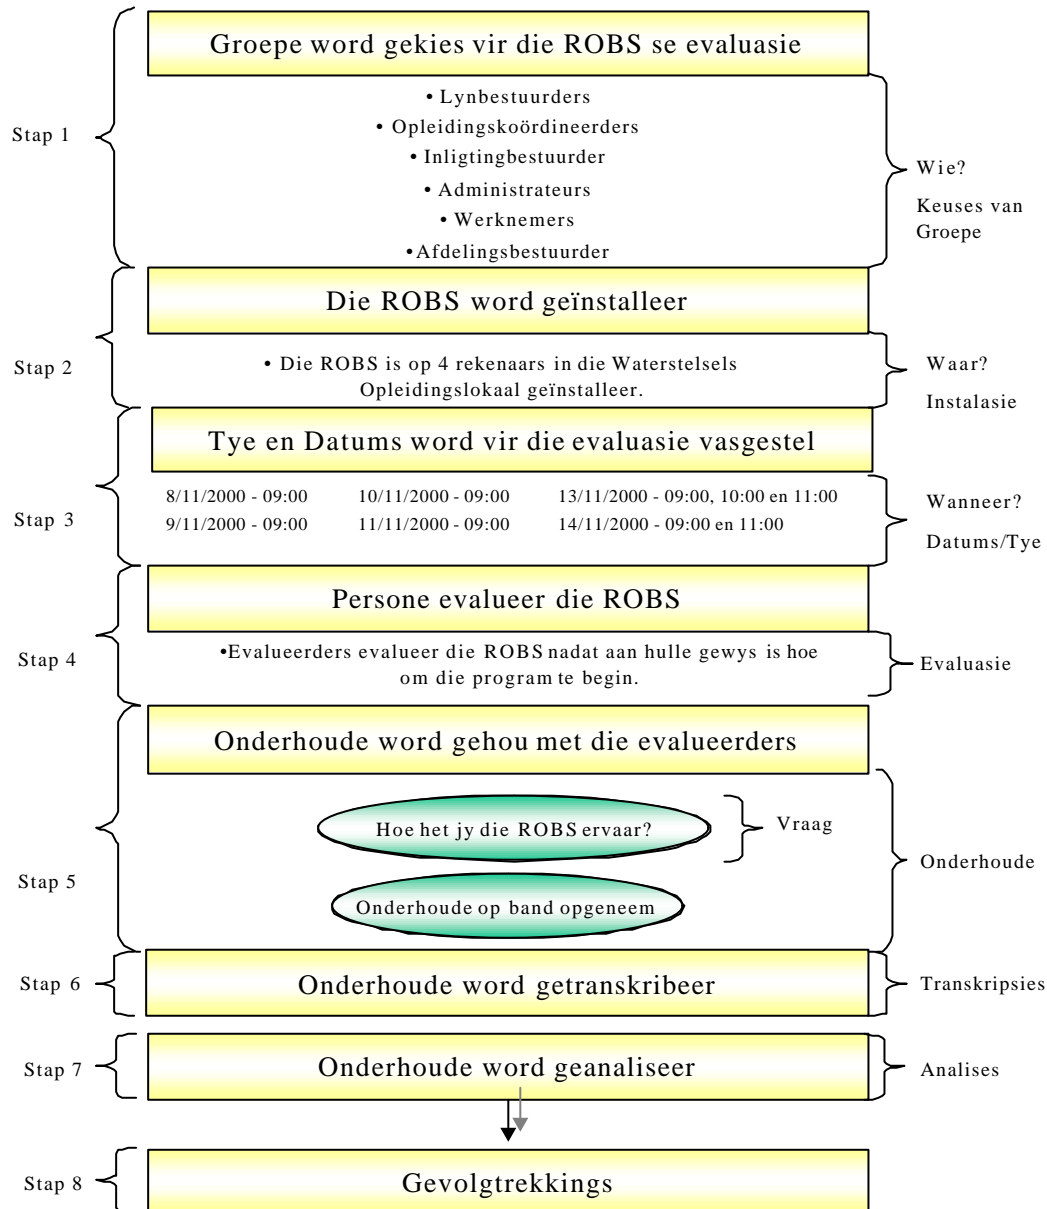 Groepe word gekies vir die ROBS se evaluasie
Stap 1
• Lynbestuurders
• Opleidingskoördineerders
• Inligtingbestuurder
• Administrateurs
• Werknemers
•Afdelingsbestuurder
Wie?
Keuses van
Groepe
Die ROBS word geïnstalleer
Stap 2
• Die ROBS is op 4 rekenaars in die Waterstelsels
Opleidingslokaal geïnstalleer.
Waar?
Instalasie
Tye en Datums word vir die evaluasie vasgestel
Stap 3
8/11/2000 - 09:00 10/11/2000 - 09:00 13/11/2000 - 09:00, 10:00 en 11:00
9/11/2000 - 09:00 11/11/2000 - 09:00 14/11/2000 - 09:00 en 11:00
Wanneer?
Datums/Tye
Persone evalueer die ROBS
Stap 4
•Evalueerders evalueer die ROBS nadat aan hulle gewys is hoe
om die program te begin.
Evaluasie
Onderhoude word gehou met die evalueerders
Stap 5
Hoe het jy die ROBS ervaar?
Vraag
Onderhoude op band opgeneem
Onderhoude
Stap 6
Onderhoude word getranskribeer
Transkripsies
Stap 7
Onderhoude word geanaliseer
Analises
Stap 8
Gevolgtrekkings